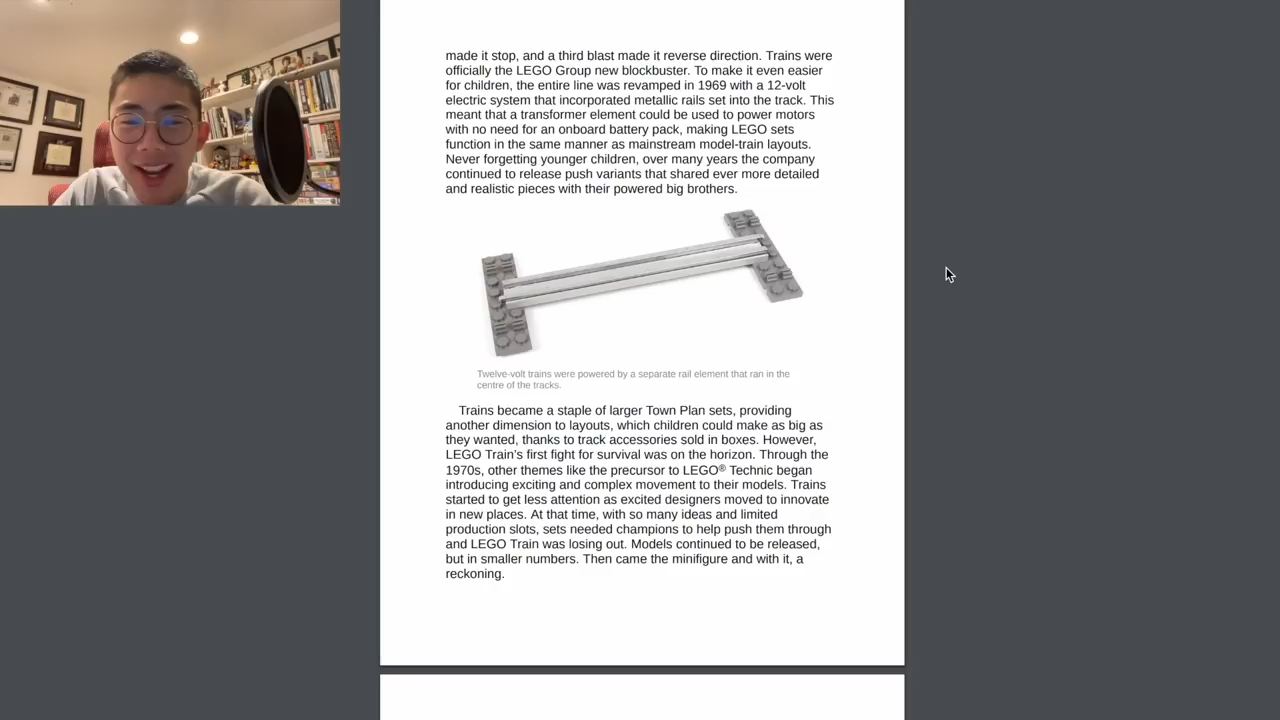 made it stop, and a third blast made it reverse direction. Trains were
officially the LEGO Group new blockbuster. To make it even easier
for children, the entire line was revamped in 1969 with a 12-volt
electric system that incorporated metallic rails set into the track. This
meant that a transformer element could be used to power motors
with no need for an onboard battery pack, making LEGO sets
function in the same manner as mainstream model-train layouts.
Never forgetting younger children, over many years the company
continued to release push variants that shared ever more detailed
and realistic pieces with their powered big brothers.
Twelve-volt trains were powered by a separate rail element that ran in the
centre of the tracks.
Trains became a staple of larger Town Plan sets, providing
another dimension to layouts, which children could make as big as
they wanted, thanks to track accessories sold in boxes. However,
LEGO Train’s first fight for survival was on the horizon. Through the
1970s, other themes like the precursor to LEGO® Technic began
introducing exciting and complex movement to their models. Trains
started to get less attention as excited designers moved to innovate
in new places. At that time, with so many ideas and limited
production slots, sets needed champions to help push them through
and LEGO Train was losing out. Models continued to be released,
but in smaller numbers. Then came the minifigure and with it, a
reckoning.